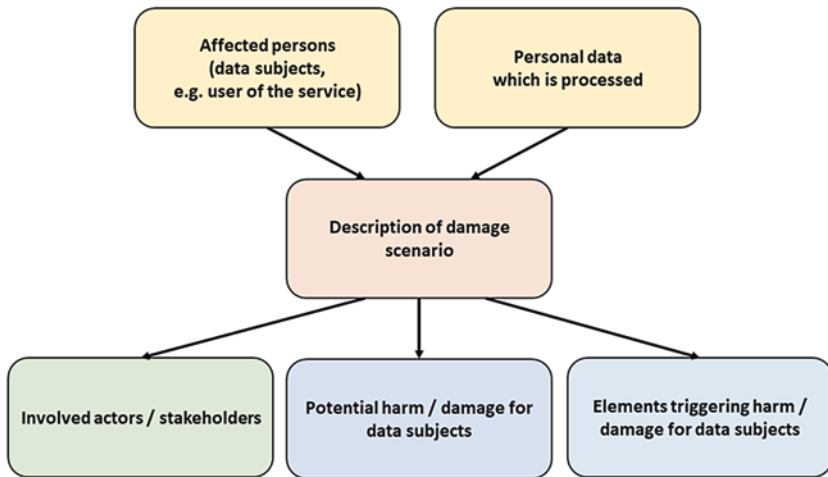 Affected persons
(data subjects,
e.g. user of the service)
Personal data
which is processed
Description of damage
scenario
Involved actors / stakeholders
Potential harm / damage for
data subjects
Elements triggering harm /
damage for data subjects